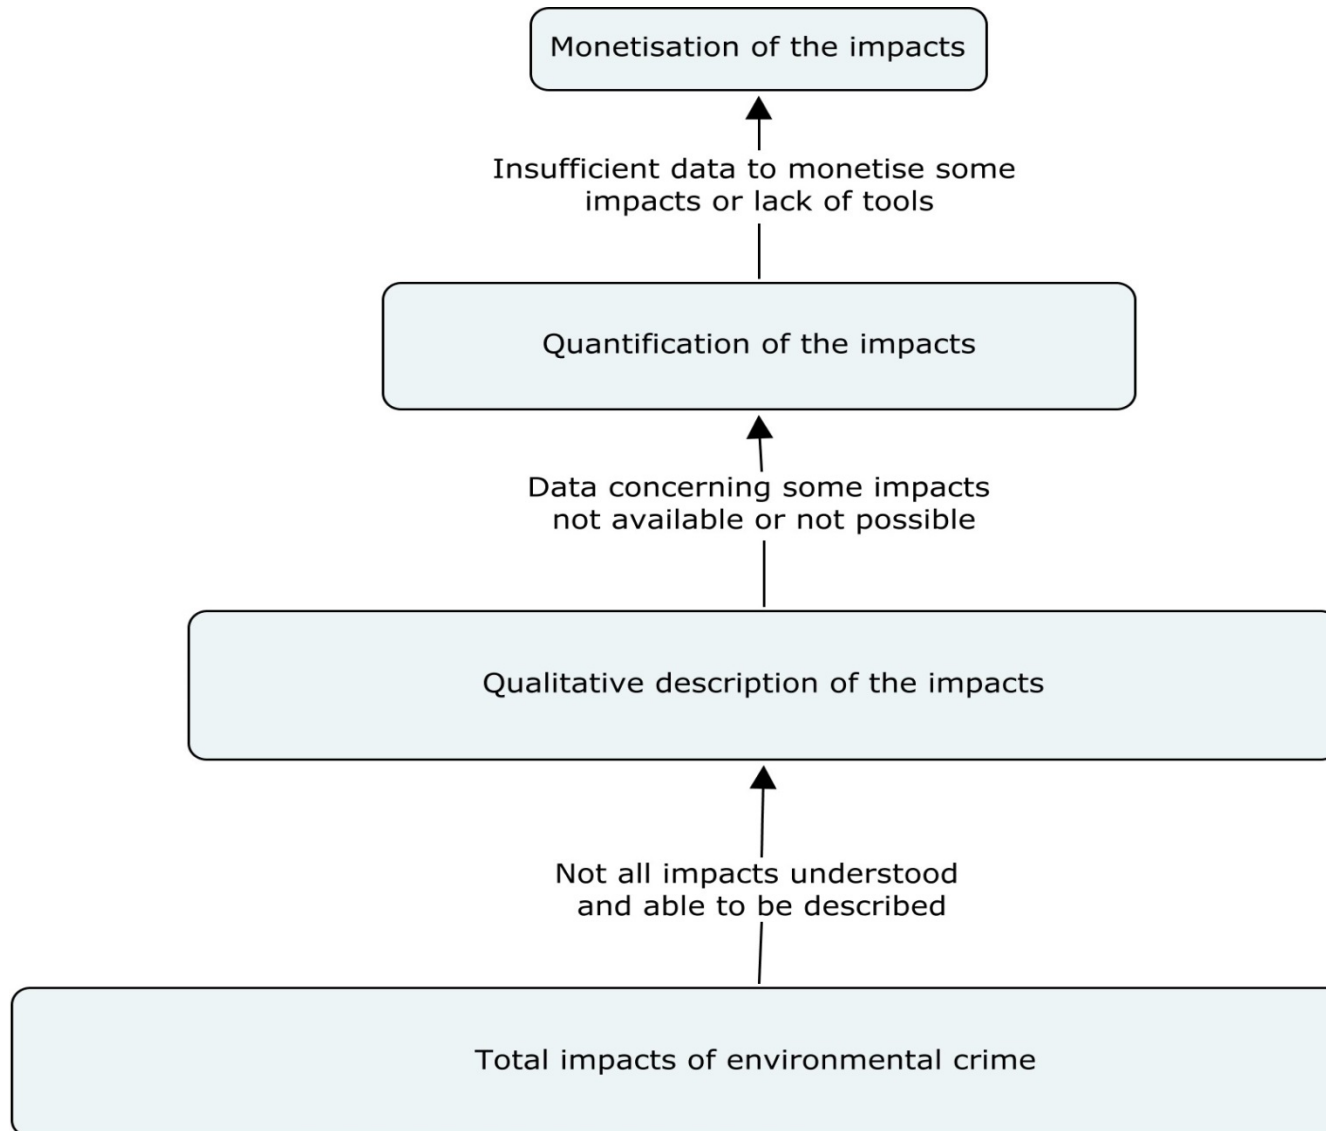 Monetisation of the impacts
Insufficient data to monetise some
impacts or lack of tools
Quantification of the impacts
Data concerning some impacts
not available or not possible
Qualitative description of the impacts
Not all impacts understood
and able to be described
Total impacts of environmental crime